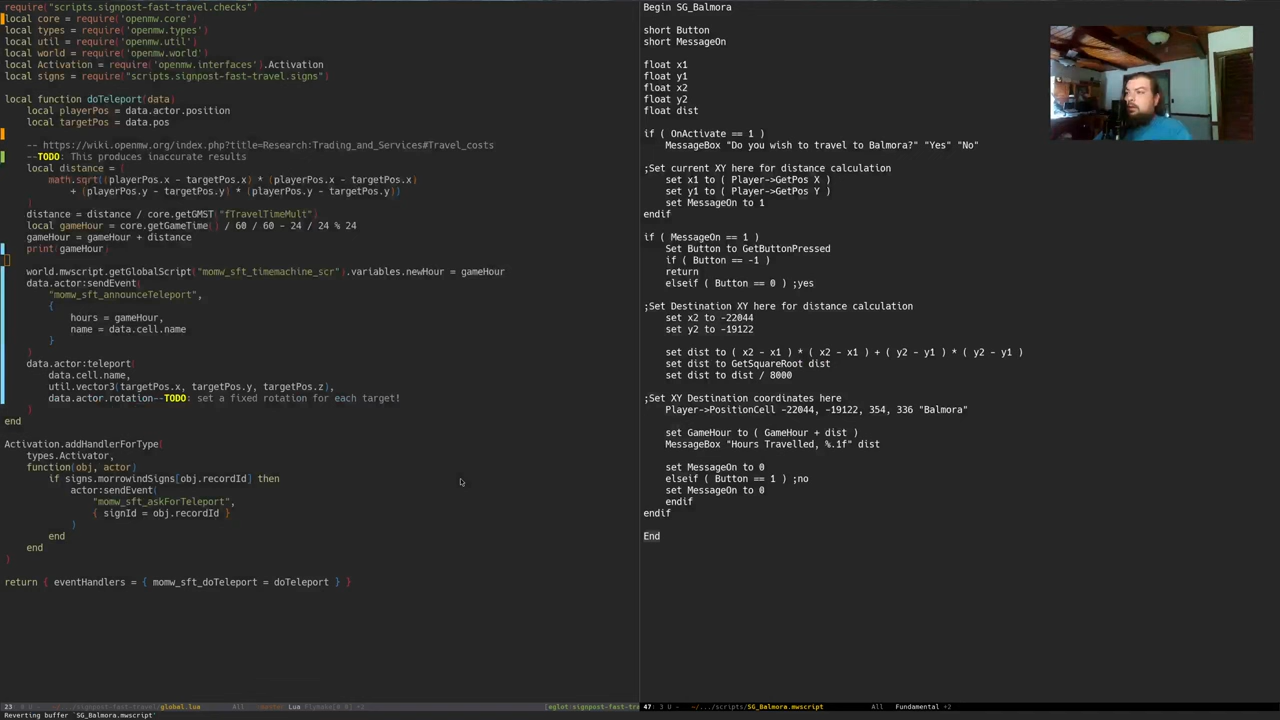 require("scripts.signpost-fast-travel.checks")
local core = require('openmw.core')
local types = require('openmw.types')
local util = require('openmw.util')
local world = require('openmw.world')
local Activation = require('openmw.interfaces').Activation
local signs = require("scripts.signpost-fast-travel.signs")
local function doTeleport(data)
local playerPos = data.actor.position
local targetPos = data.pos
-- https://wiki.openmw.org/index.php?title=Research:Trading_and_Services#Travel_costs
--TODO: This produces inaccurate results
local distance = (
math.sqrt((playerPos.x - targetPos.x) * (playerPos.x - targetPos.x)
+ (playerPos.y - targetPos.y) * (playerPos.y - targetPos.y))
)
distance = distance / core.getGMST("fTravelTimeMult")
local gameHour = core.getGameTime() / 60 / 60 - 24 / 24 % 24
gameHour = gameHour + distance
print(gameHour)
world.mwscript.getGlobalScript("momw_sft_timemachine_scr").variables.newHour = gameHour
data.actor:sendEvent(
"momw_sft_announceTeleport",
{
hours = gameHour,
name = data.cell.name
}
)
data.actor:teleport(
data.cell.name,
util.vector3(targetPos.x, targetPos.y, targetPos.z),
data.actor.rotation--TODO: set a fixed rotation for each target!
)
end
Activation.addHandlerForType(
types.Activator,
function(obj, actor)
if signs.morrowindSigns[obj.recordId] then
actor:sendEvent(
"momw_sft_askForTeleport",
{ signId = obj.recordId }
)
end
end
)
return { eventHandlers = { momw_sft_doTeleport = doTeleport } }
Begin SG_Balmora
short Button
short MessageOn
float x1
float y1
float x2
float y2
float dist
if ( OnActivate == 1 )
MessageBox "Do you wish to travel to Balmora?" "Yes" "No"
;Set current XY here for distance calculation
set x1 to ( Player->GetPos X )
set y1 to ( Player->GetPos Y )
set MessageOn to 1
endif
if ( MessageOn == 1 )
Set Button to GetButtonPressed
if ( Button == -1 )
return
elseif ( Button == 0 ) ;yes
;Set Destination XY here for distance calculation
set x2 to -22044
set y2 to -19122
set dist to ( x2 - x1 ) * ( x2 - x1 ) + ( y2 - y1 ) * ( y2 - y1 )
set dist to GetSquareRoot dist
set dist to dist / 8000
;Set XY Destination coordinates here
Player->PositionCell -22044, -19122, 354, 336 "Balmora"
set GameHour to ( GameHour + dist )
MessageBox "Hours Travelled, %.1f" dist
set MessageOn to 0
elseif ( Button == 1 ) ;no
set MessageOn to 0
endif
endif
End
global.lua All Lua
47: 3 U - ~/.../scripts/SG_Balmora.mwscript All Fundamental +2
Reverting buffer `SG_Balmora.mwscript'